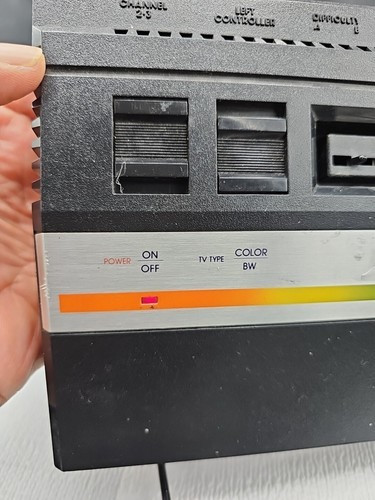 CHANNEL
2-3
LEFT
CONTROLLER
DIFFICULTY
A B
POWER ON
OFF
TV TYPE COLOR
BW